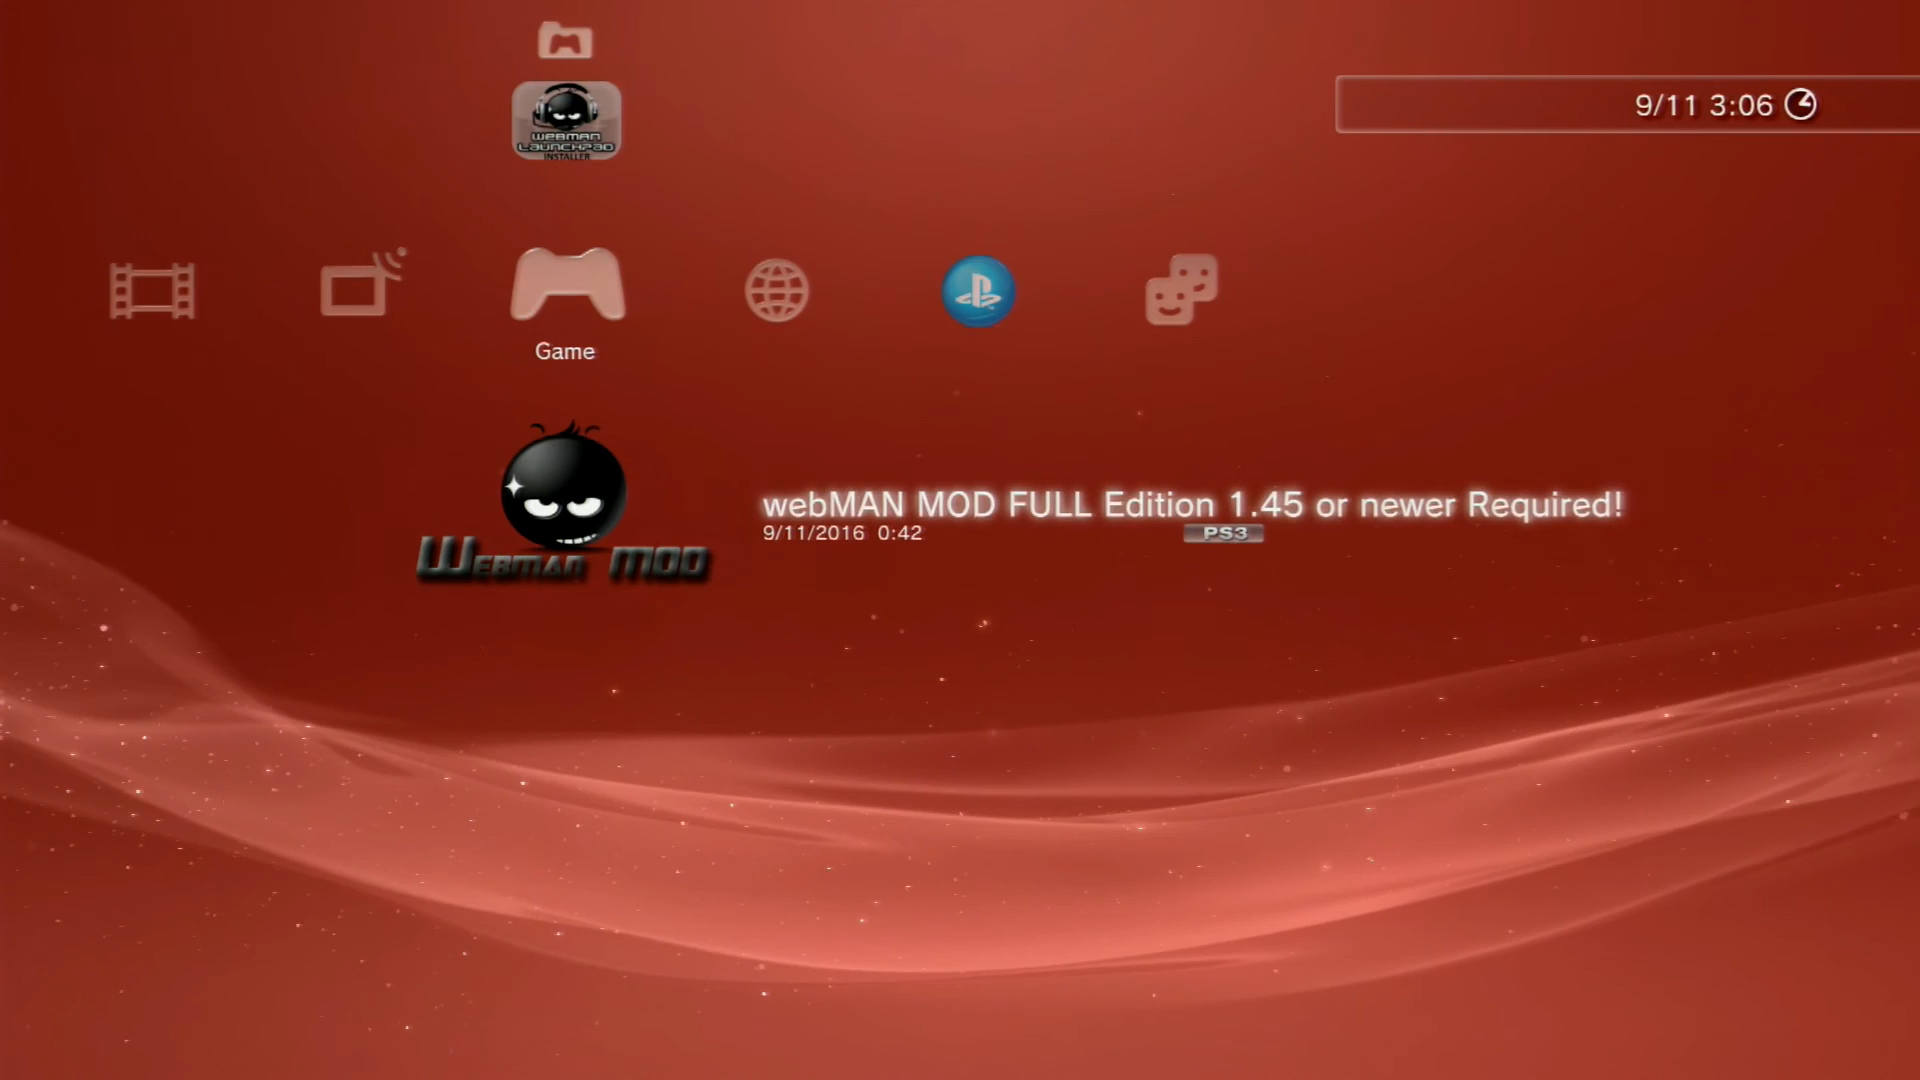 WEBMAN
LAUNCHPAD
INSTALLER
9/11 3:06
Game
webMAN MOD FULL Edition 1.45 or newer Required!
9/11/2016 0:42
PS3
WEBMAN MOD